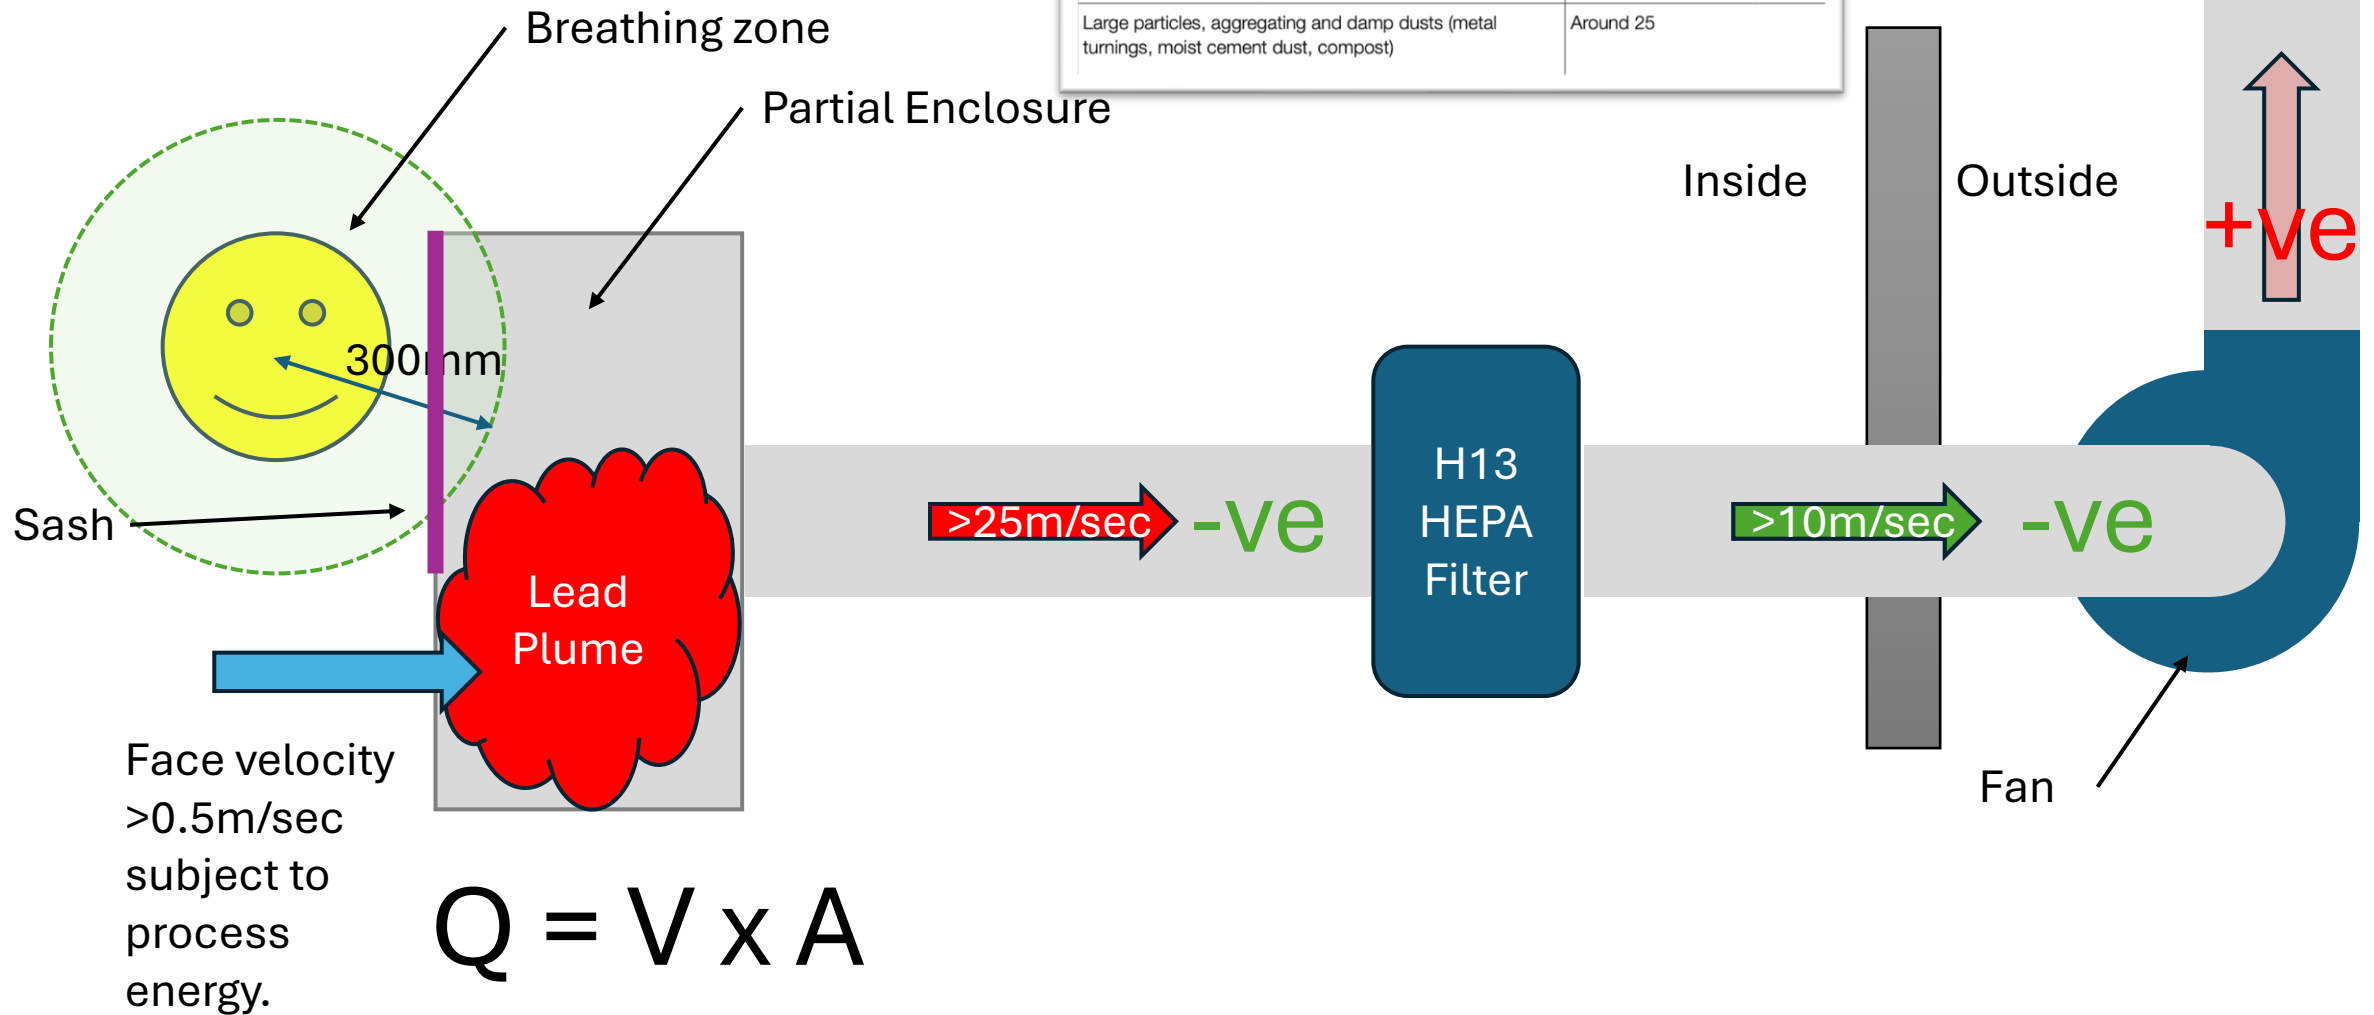 Breathing zone
Large particles, aggregating and damp dusts (metal
turnings, moist cement dust, compost)
Around 25
Partial Enclosure
Inside
Outside
+ve
300mm
Sash
H13
HEPA
Filter
>25m/sec
-ve
>10m/sec
-ve
Lead
Plume
Face velocity
>0.5m/sec
subject to
process
energy.
Fan
Q = V x A